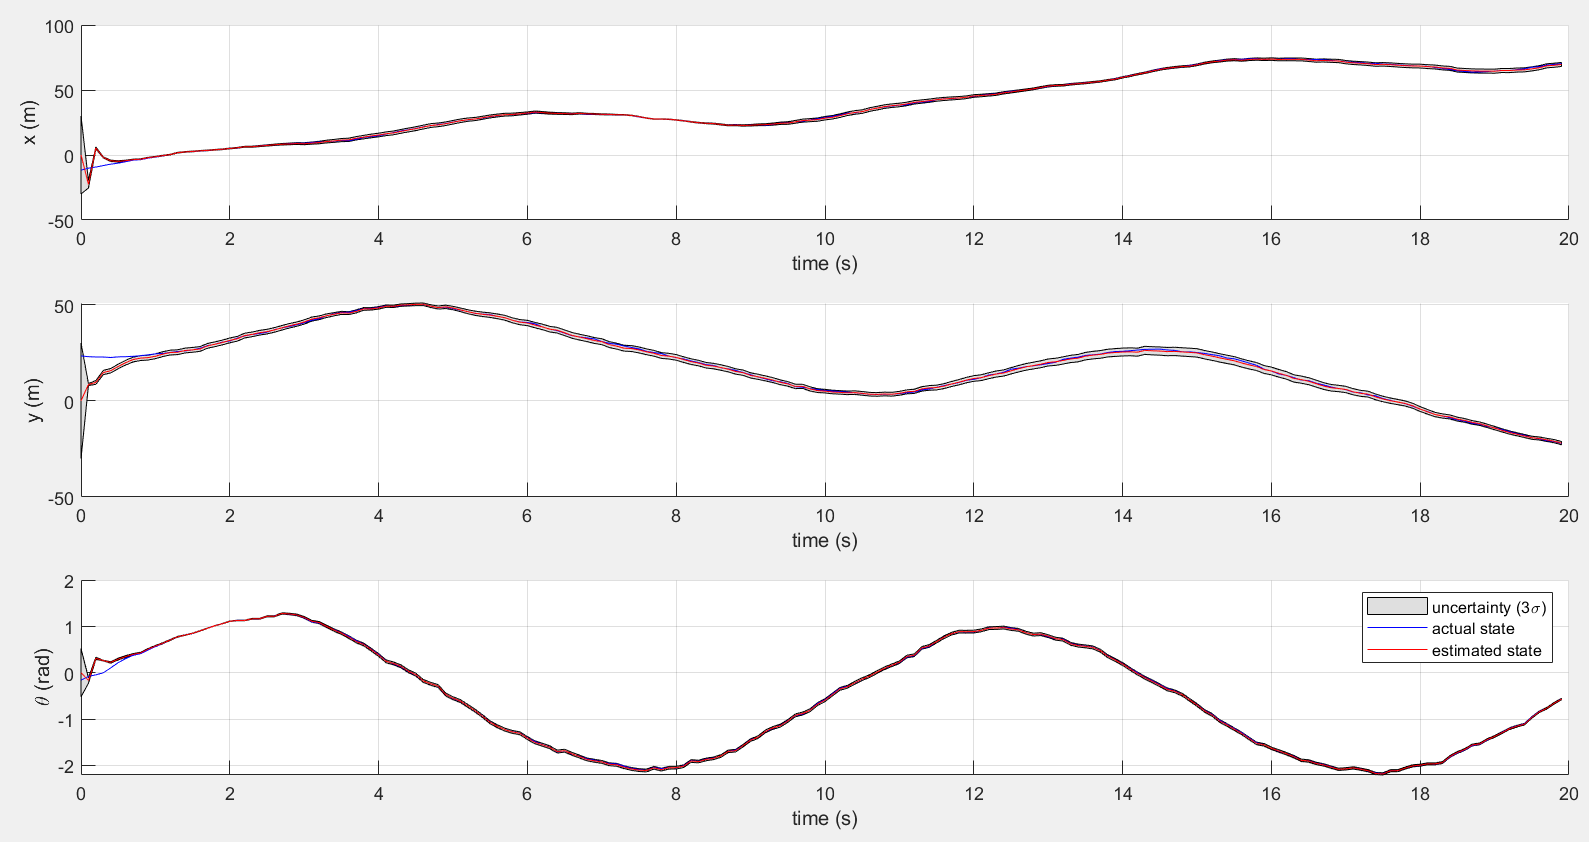 100
50
0
-50
x (m)
0 2 4 6 8 10 12 14 16 18 20
time (s)
50
0
-50
y (m)
0 2 4 6 8 10 12 14 16 18 20
time (s)
2
1
0
-1
-2
θ (rad)
uncertainty (3σ)
actual state
estimated state
0 2 4 6 8 10 12 14 16 18 20
time (s)